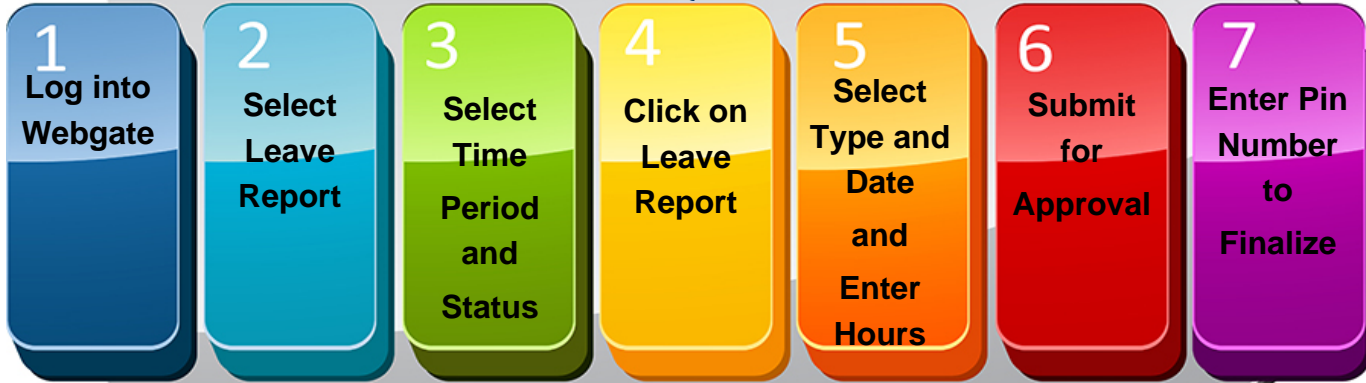 1
Log into
Webgate
2
Select
Leave
Report
3
Select
Time
Period
and
Status
4
Click on
Leave
Report
5
Select
Type and
Date
and
Enter
Hours
6
Submit
for
Approval
7
Enter Pin
Number
to
Finalize